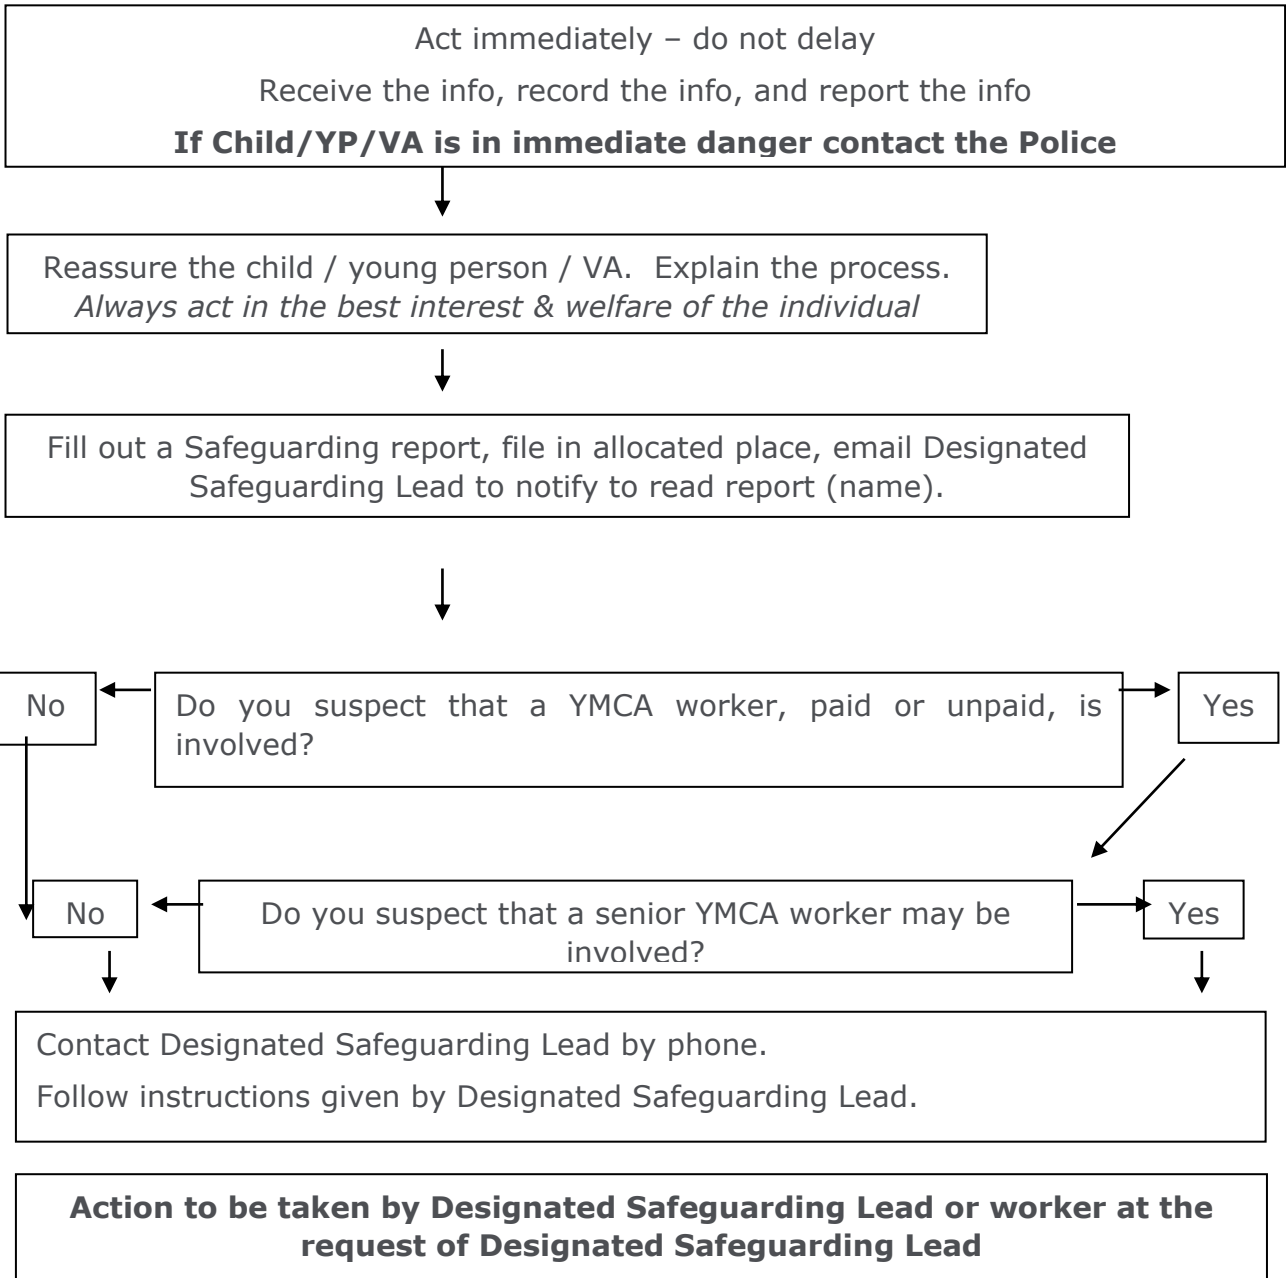 Act immediately – do not delay
Receive the info, record the info, and report the info
If Child/YP/VA is in immediate danger contact the Police
Reassure the child / young person / VA.  Explain the process.
Always act in the best interest & welfare of the individual
Fill out a Safeguarding report, file in allocated place, email Designated
Safeguarding Lead to notify to read report (name).
No
Do you suspect that a YMCA worker, paid or unpaid, is
involved?
Yes
No
Do you suspect that a senior YMCA worker may be
involved?
Yes
Contact Designated Safeguarding Lead by phone.
Follow instructions given by Designated Safeguarding Lead.
Action to be taken by Designated Safeguarding Lead or worker at the
request of Designated Safeguarding Lead